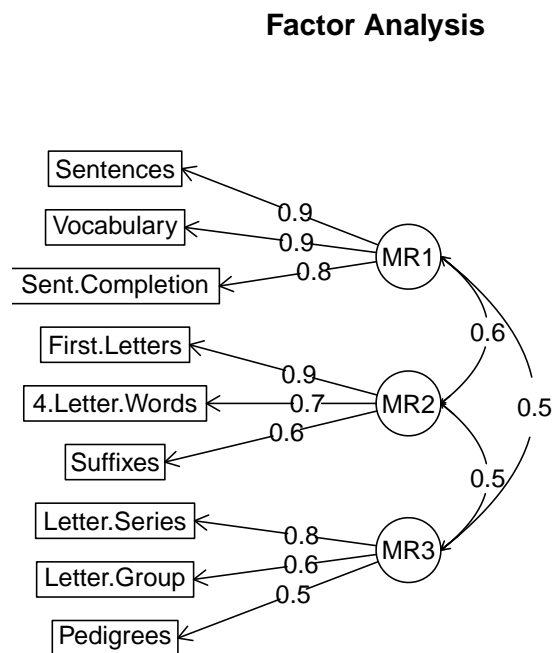 Factor Analysis
Sentences
0.9
Vocabulary
0.9
MR1
Sent.Completion
0.8
0.6
First.Letters
0.9
4.Letter.Words
0.7
MR2
0.5
Suffixes
0.6
0.5
Letter.Series
0.8
MR3
Letter.Group
0.6
0.5
Pedigrees